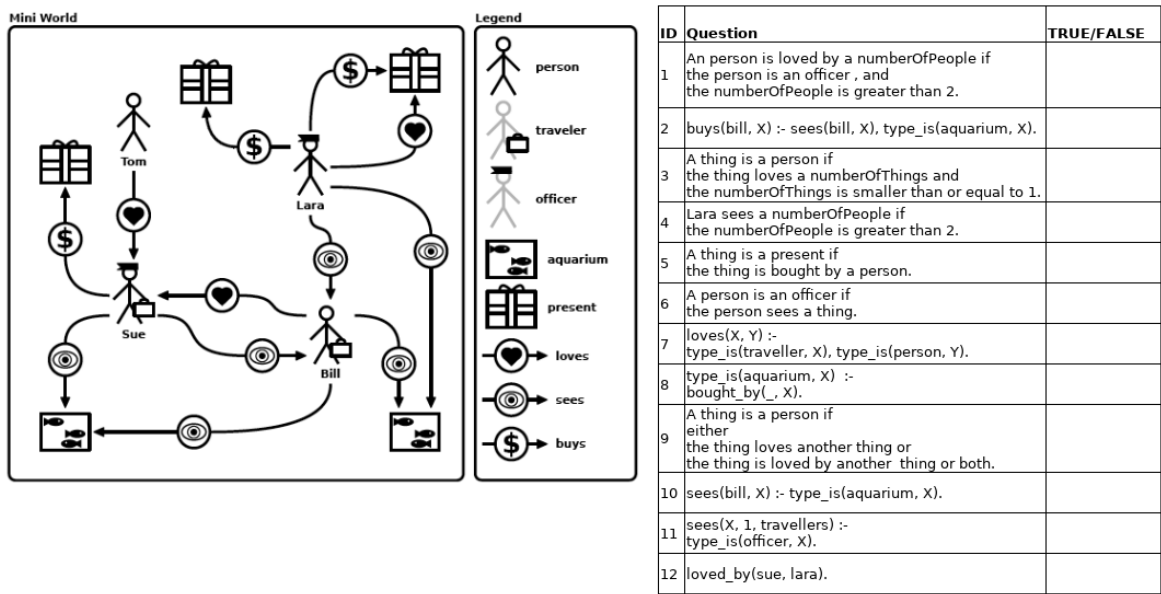 Mini World
Tom
Lara
Sue
Bill
$
$
$
Legend
person
traveler
officer
aquarium
present
loves
sees
$ buys
ID Question TRUE/FALSE
1 An person is loved by a numberOfPeople if
the person is an officer , and
the numberOfPeople is greater than 2.
2 buys(bill, X) :- sees(bill, X), type_is(aquarium, X).
3 A thing is a person if
the thing loves a numberOfThings and
the numberOfThings is smaller than or equal to 1.
4 Lara sees a numberOfPeople if
the numberOfPeople is greater than 2.
5 A thing is a present if
the thing is bought by a person.
6 A person is an officer if
the person sees a thing.
7 loves(X, Y) :-
type_is(traveller, X), type_is(person, Y).
8 type_is(aquarium, X) :-
bought_by(_, X).
9 A thing is a person if
either
the thing loves another thing or
the thing is loved by another thing or both.
10 sees(bill, X) :- type_is(aquarium, X).
11 sees(X, 1, travellers) :-
type_is(officer, X).
12 loved_by(sue, lara).